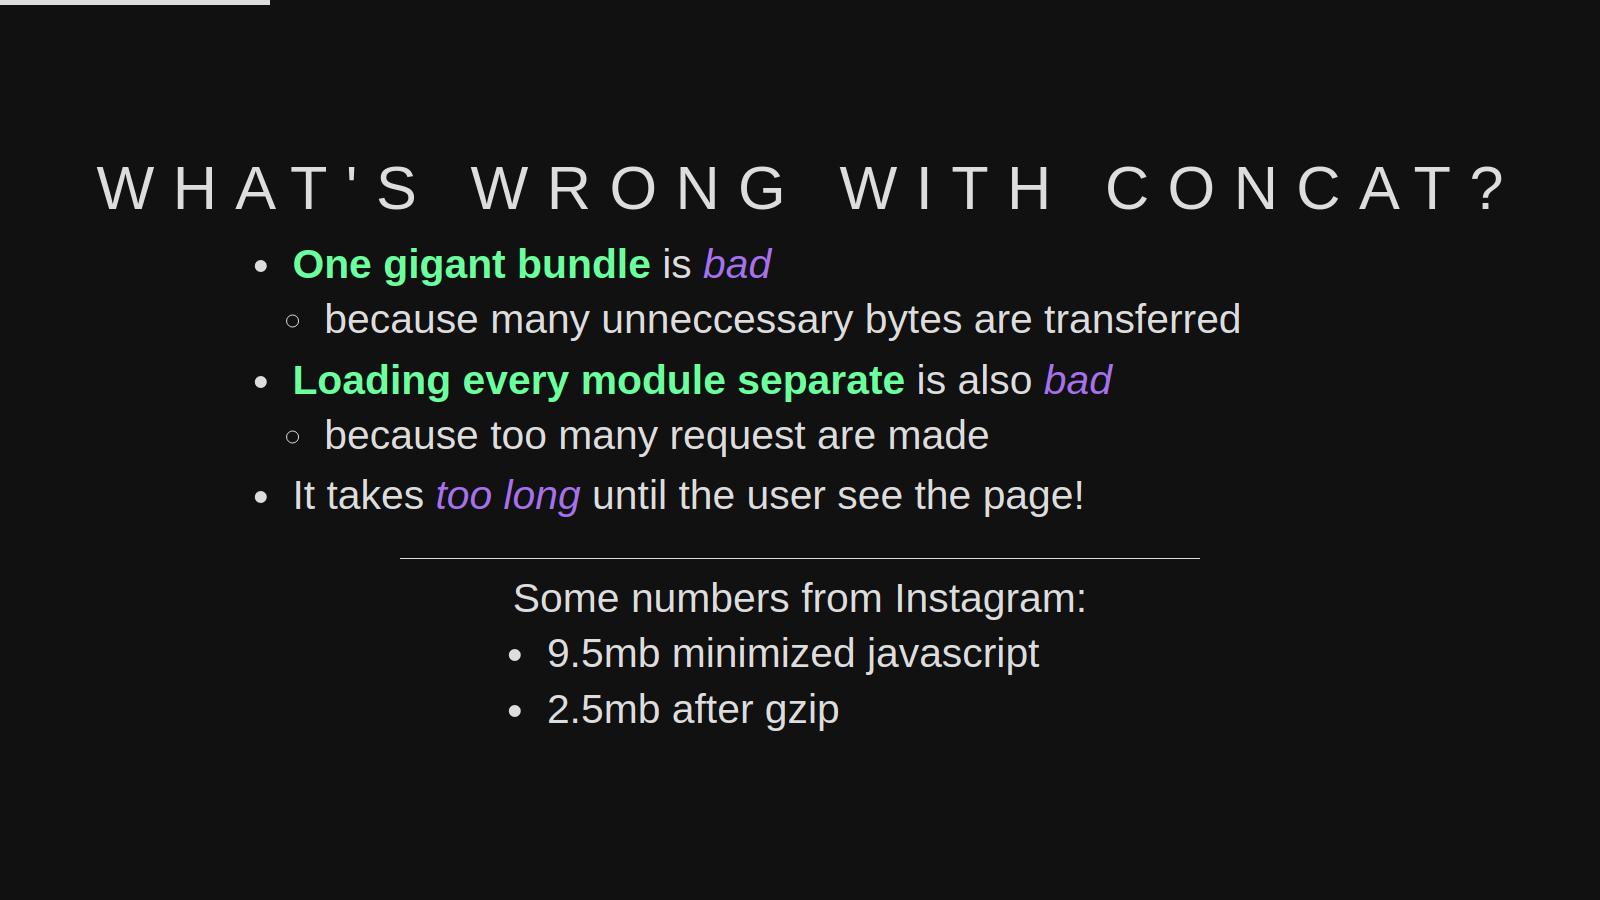 WHAT'S WRONG WITH CONCAT?
One gigant bundle is bad
because many unneccessary bytes are transferred
Loading every module separate is also bad
because too many request are made
It takes too long until the user see the page!
Some numbers from Instagram:
9.5mb minimized javascript
2.5mb after gzip